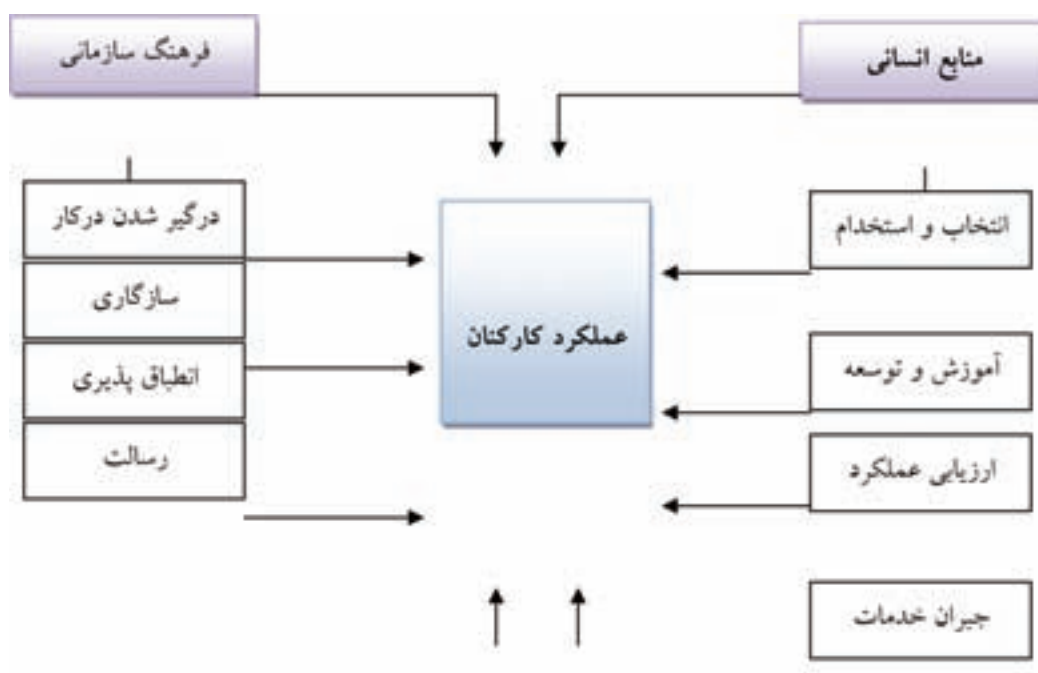 منابع انسانی
فرهنگ سازمانی
انتخاب و استخدام
آموزش و توسعه
ارزیابی عملکرد
جبران خدمات
عملکرد کارکنان
درگیر شدن درکار
سازگاری
انطباق پذیری
رسالت